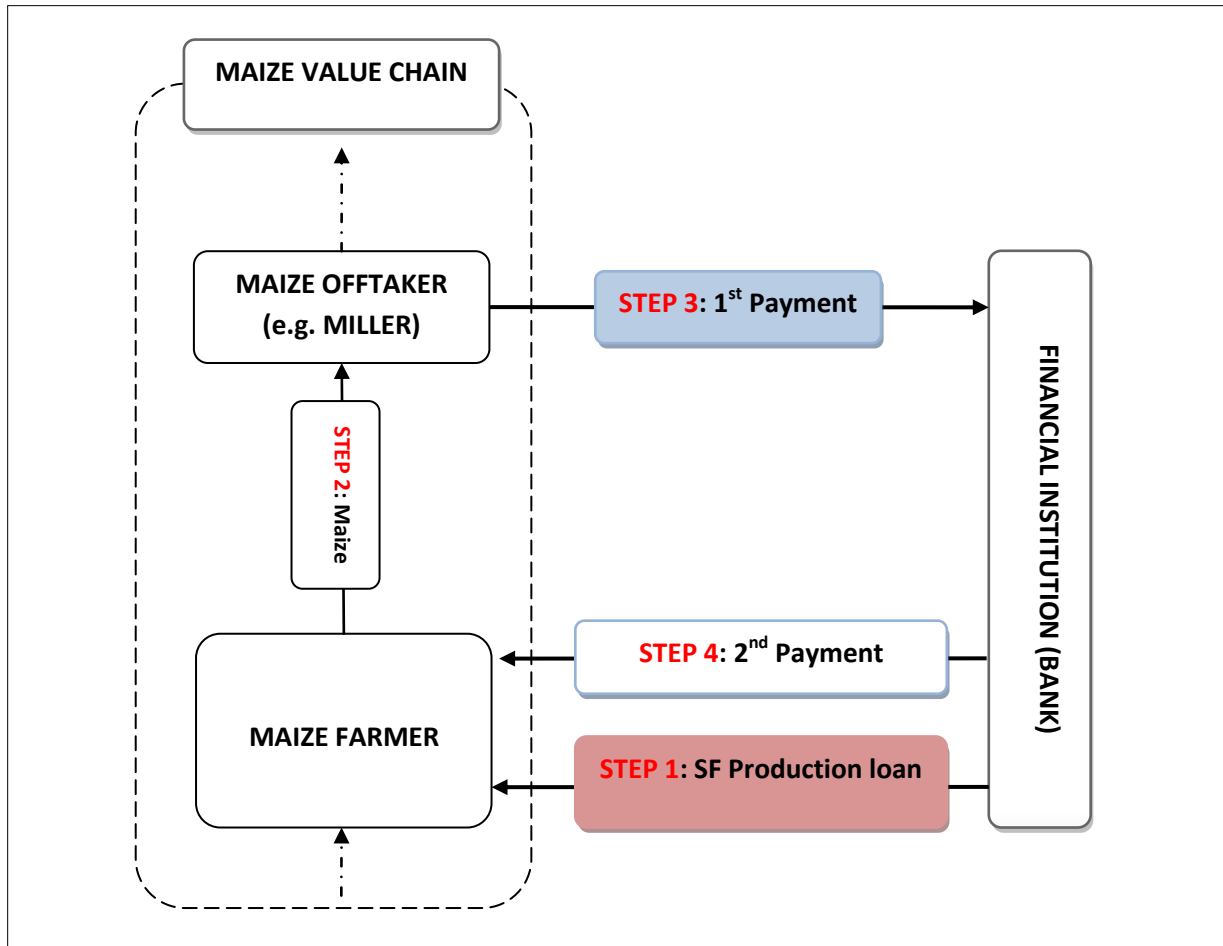 MAIZE VALUE CHAIN
MAIZE OFFTAKER
(e.g. MILLER)
STEP 3: 1st Payment
FINANCIAL INSTITUTION (BANK)
STEP 2: Maize
STEP 4: 2nd Payment
MAIZE FARMER
STEP 1: SF Production loan